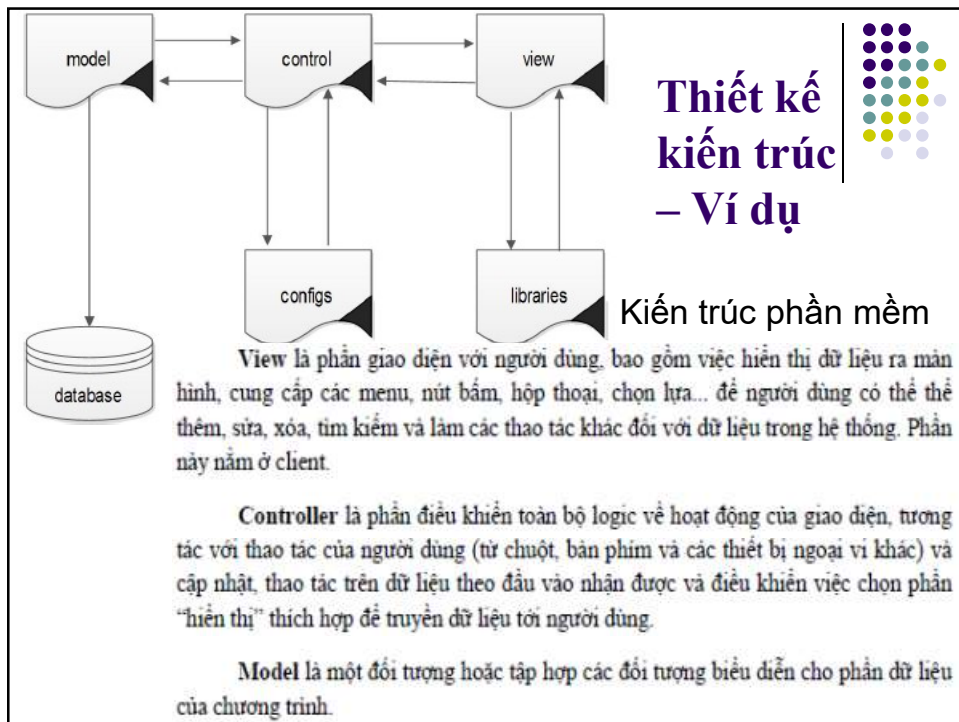 model
control
view
Thiết kế
kiến trúc
– Ví dụ
configs
libraries
Kiến trúc phần mềm
database
View là phần giao diện với người dùng, bao gồm việc hiển thị dữ liệu ra màn
hình, cung cấp các menu, nút bấm, hộp thoại, chọn lựa... để người dùng có thể thể
thêm, sửa, xóa, tìm kiếm và làm các thao tác khác đối với dữ liệu trong hệ thống. Phần
này nằm ở client.
Controller là phần điều khiển toàn bộ logic về hoạt động của giao diện, tương
tác với thao tác của người dùng (từ chuột, bàn phím và các thiết bị ngoại vi khác) và
cập nhật, thao tác trên dữ liệu theo đầu vào nhận được và điều khiển việc chọn phần
“hiển thị” thích hợp để truyền dữ liệu tới người dùng.
Model là một đối tượng hoặc tập hợp các đối tượng biểu diễn cho phần dữ liệu
của chương trình.